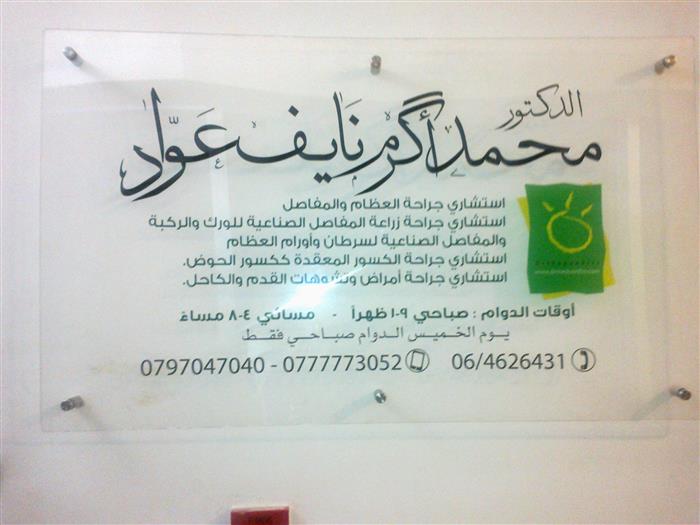 الدكتور
محمد أكرم نايف عوّاد
استشاري جراحة العظام والمفاصل
استشاري جراحة زراعة المفاصل الصناعية للورك والركبة
والمفاصل الصناعية لسرطان وأورام العظام
استشاري جراحة الكسور المعقدة ككسور الحوض.
استشاري جراحة أمراض وتشوهات القدم والكاحل.
أوقات الدوام : صباحي ٩-١ ظهراً - مسائي ٤-٨ مساءً
يوم الخميس الدوام صباحي فقط
06/4626431 0777773052 - 0797047040